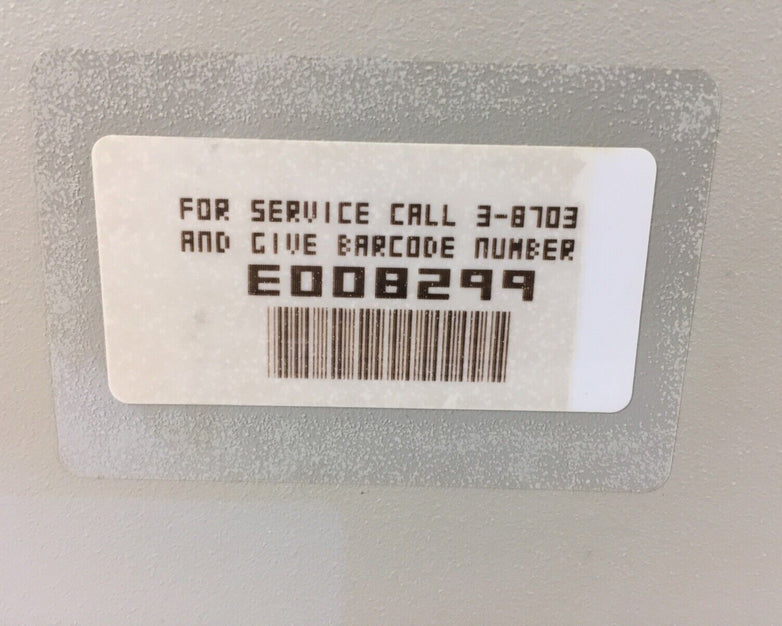 FOR SERVICE CALL 3-8703
AND GIVE BARCODE NUMBER
E008299